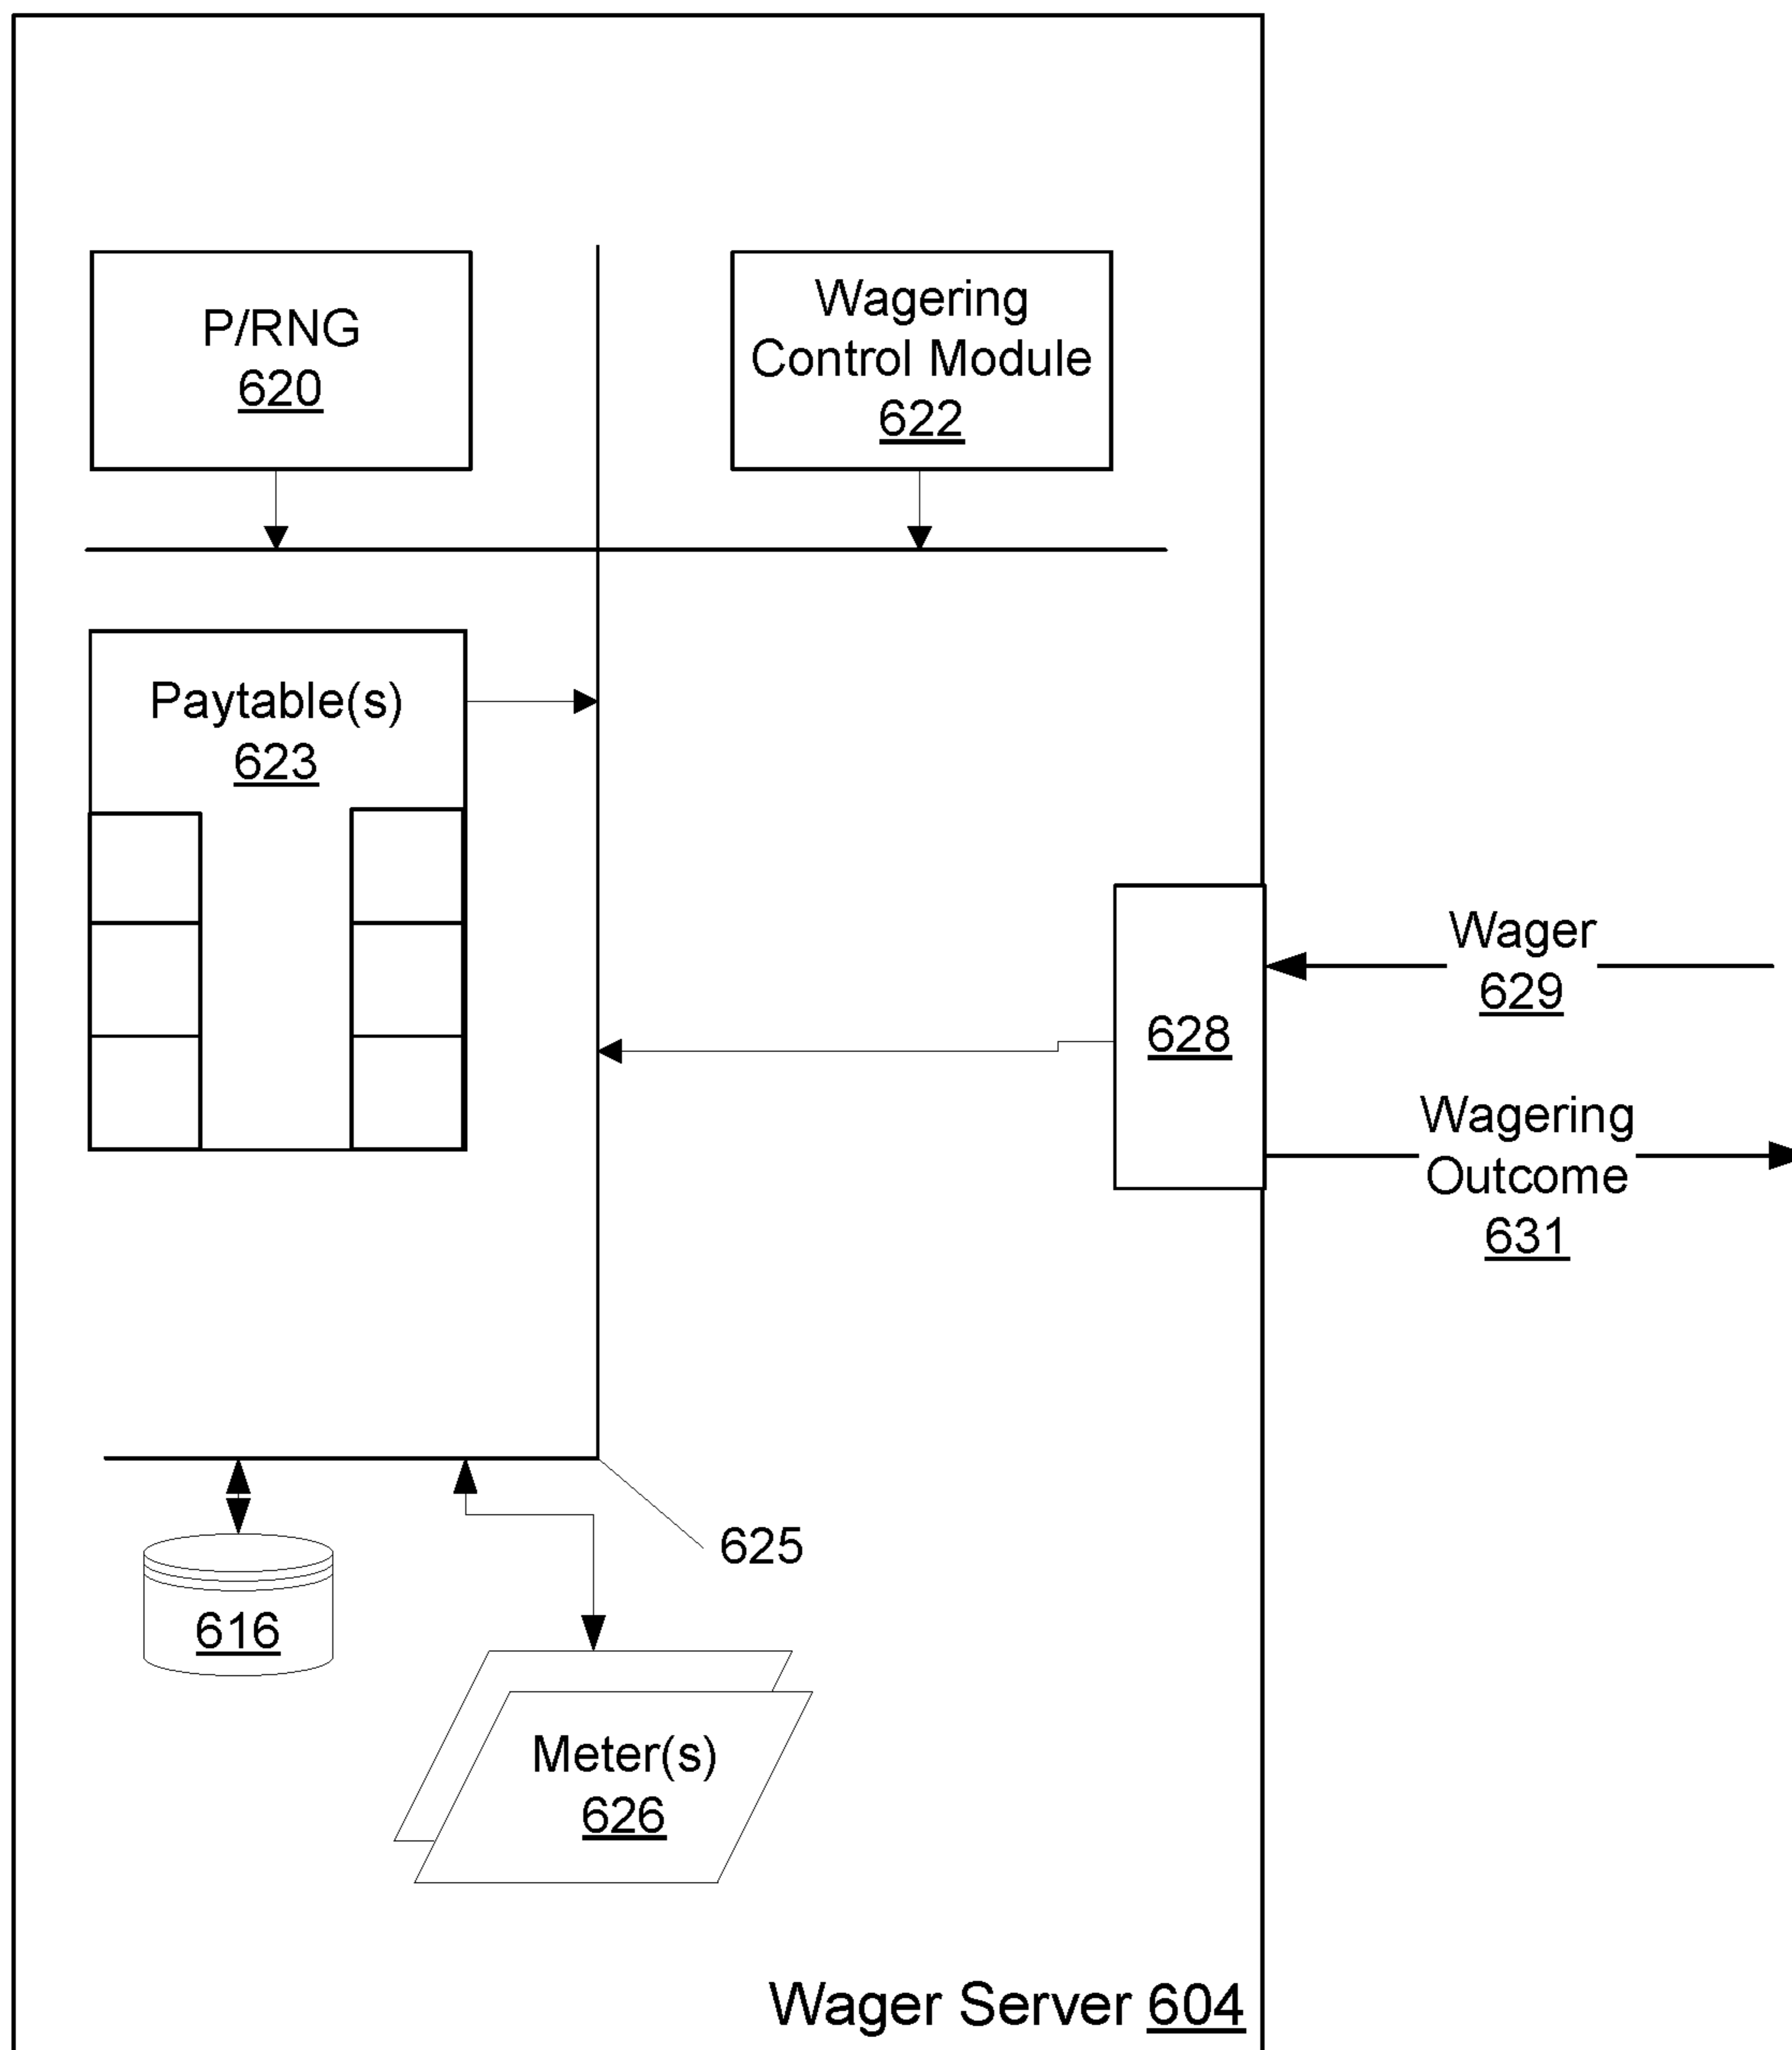 P/RNG
620
Wagering
Control Module
622
Paytable(s)
623
Wager
629
628
Wagering
Outcome
631
625
616
Meter(s)
626
Wager Server 604